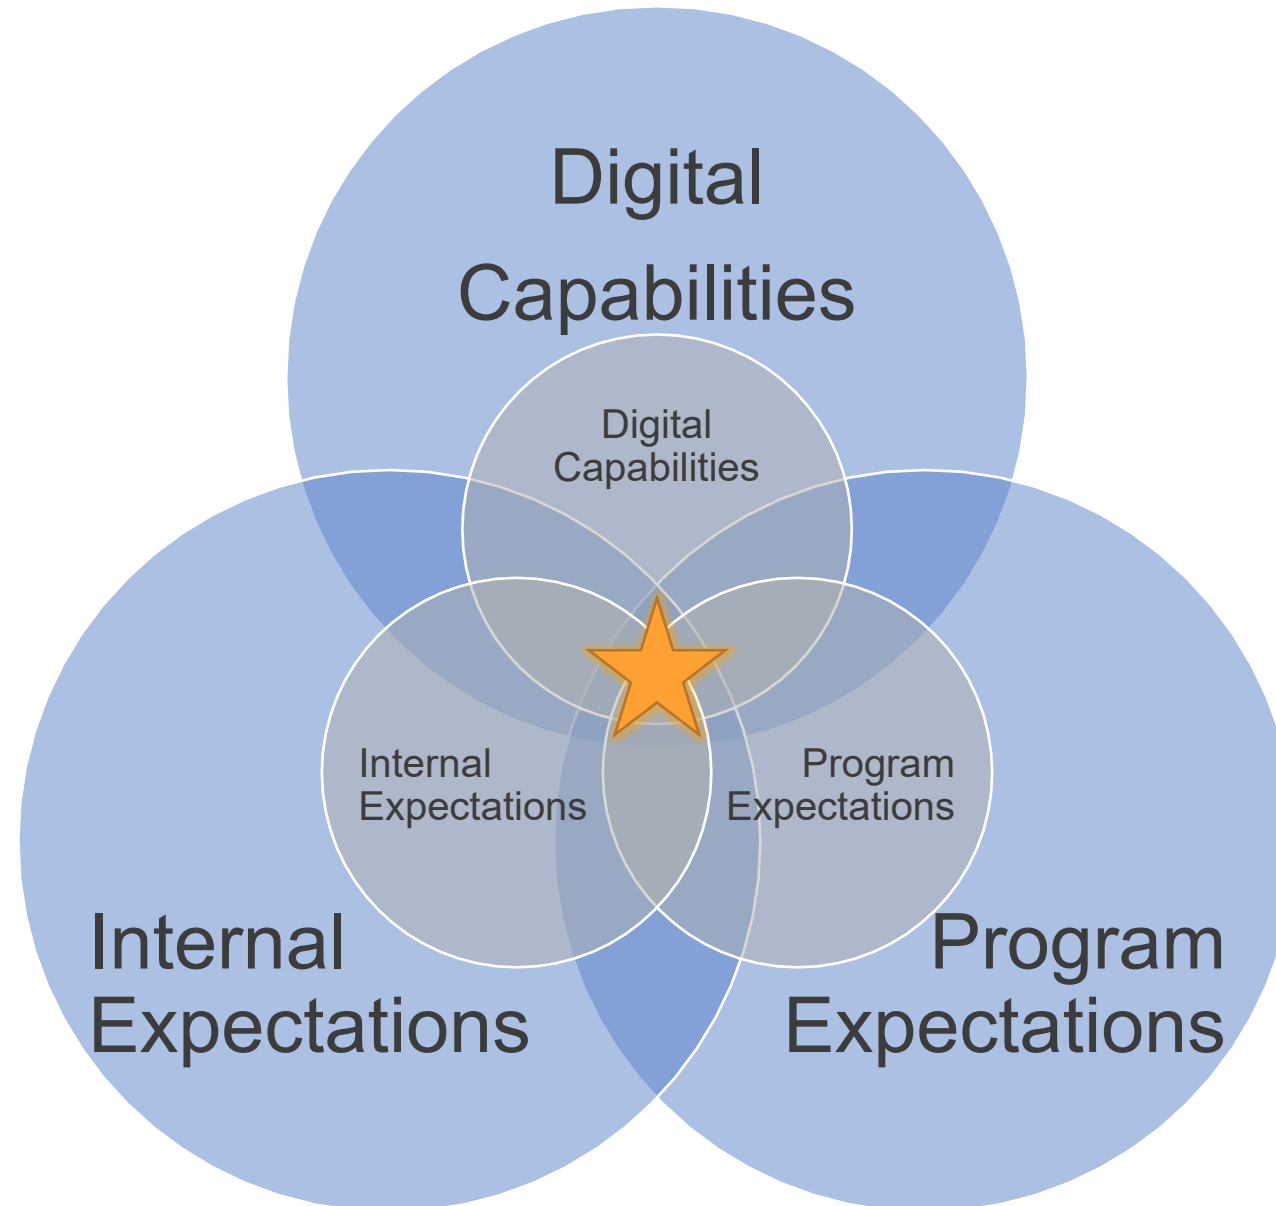 Digital
Capabilities
Digital
Capabilities
Internal
Expectations
Program
Expectations
Internal
Expectations
Program
Expectations